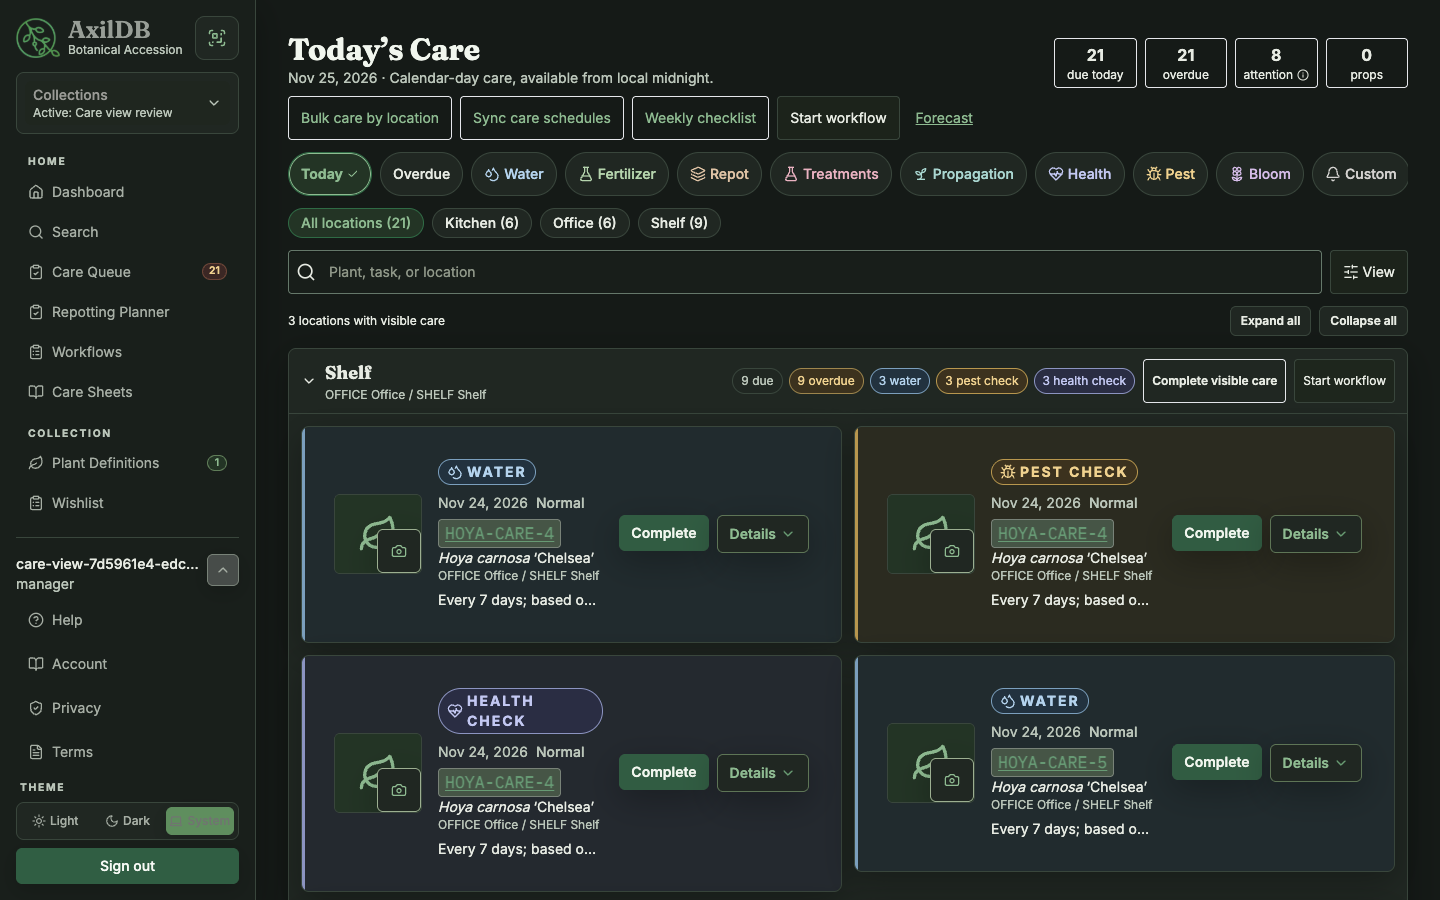 AxilDB
Botanical Accession
Collections
Active: Care view review
HOME
Dashboard
Search
Care Queue 21
Repotting Planner
Workflows
Care Sheets
COLLECTION
Plant Definitions 1
Wishlist
care-view-7d5961e4-edc...
manager
Help
Account
Privacy
Terms
THEME
Light Dark System
Sign out
Today’s Care
Nov 25, 2026 · Calendar-day care, available from local midnight.
21 due today
21 overdue
8 attention
0 props
Bulk care by location Sync care schedules Weekly checklist Start workflow Forecast
Today Overdue Water Fertilizer Repot Treatments Propagation Health Pest Bloom Custom
All locations (21) Kitchen (6) Office (6) Shelf (9)
Plant, task, or location View
3 locations with visible care Expand all Collapse all
Shelf
OFFICE Office / SHELF Shelf
9 due 9 overdue 3 water 3 pest check 3 health check Complete visible care Start workflow
WATER
Nov 24, 2026 Normal
HOYA-CARE-4
Hoya carnosa ‘Chelsea’
OFFICE Office / SHELF Shelf
Every 7 days; based o...
Complete Details
PEST CHECK
Nov 24, 2026 Normal
HOYA-CARE-4
Hoya carnosa ‘Chelsea’
OFFICE Office / SHELF Shelf
Every 7 days; based o...
Complete Details
HEALTH
CHECK
Nov 24, 2026 Normal
HOYA-CARE-4
Hoya carnosa ‘Chelsea’
OFFICE Office / SHELF Shelf
Every 7 days; based o...
Complete Details
WATER
Nov 24, 2026 Normal
HOYA-CARE-5
Hoya carnosa ‘Chelsea’
OFFICE Office / SHELF Shelf
Every 7 days; based o...
Complete Details